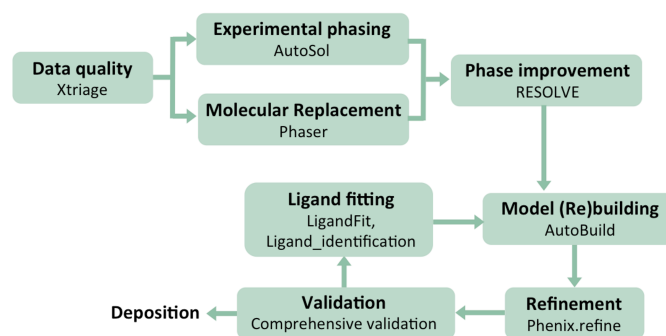 Experimental phasing
AutoSol
Data quality
Xtriage
Molecular Replacement
Phaser
Phase improvement
RESOLVE
Ligand fitting
LigandFit,
Ligand_identification
Model (Re)building
AutoBuild
Deposition
Validation
Comprehensive validation
Refinement
Phenix.refine